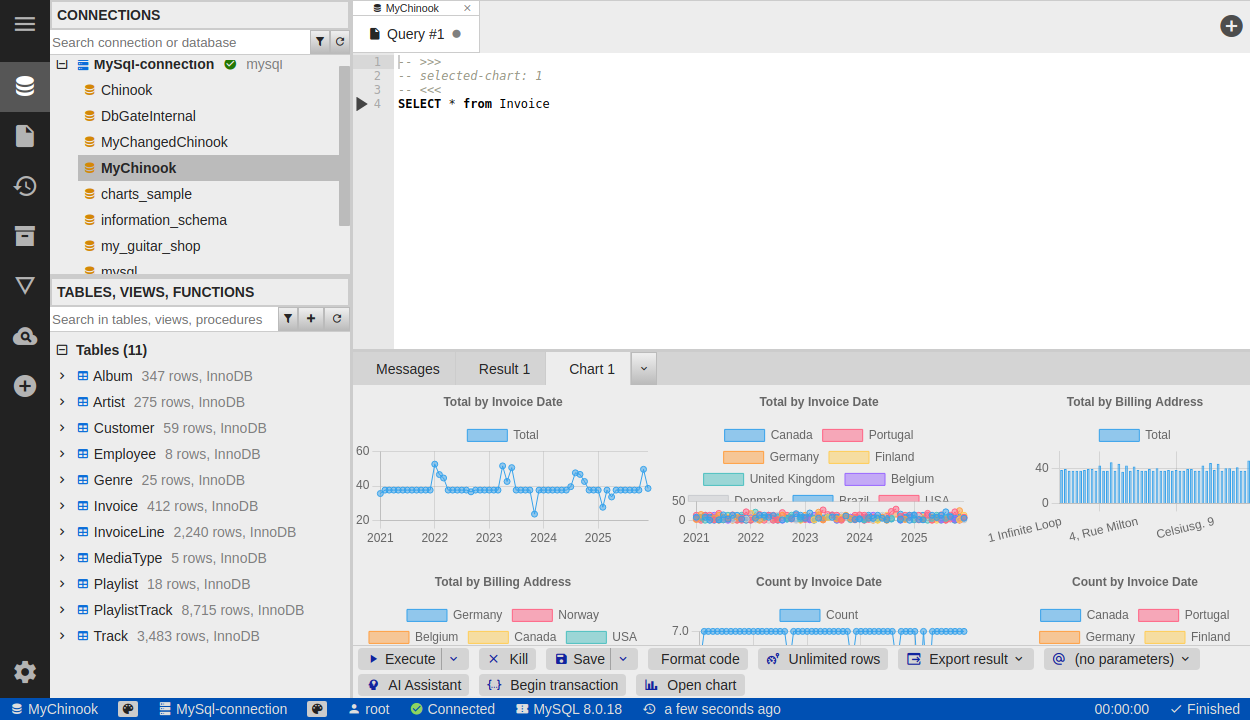 CONNECTIONS
Search connection or database
MySql-connection mysql
Chinook
DbGateInternal
MyChangedChinook
MyChinook
charts_sample
information_schema
my_guitar_shop
mysql
TABLES, VIEWS, FUNCTIONS
Search in tables, views, procedures
Tables (11)
Album 347 rows, InnoDB
Artist 275 rows, InnoDB
Customer 59 rows, InnoDB
Employee 8 rows, InnoDB
Genre 25 rows, InnoDB
Invoice 412 rows, InnoDB
InvoiceLine 2,240 rows, InnoDB
MediaType 5 rows, InnoDB
Playlist 18 rows, InnoDB
PlaylistTrack 8,715 rows, InnoDB
Track 3,483 rows, InnoDB
MyChinook ×
Query #1
1 -- >>>
2 -- selected-chart: 1
3 -- <<<
4 SELECT * from Invoice
Messages Result 1 Chart 1
Total by Invoice Date
Total
60
40
20
2021 2022 2023 2024 2025
Total by Invoice Date
Canada Portugal
Germany Finland
United Kingdom Belgium
Denmark Brazil USA
50
0
2021 2022 2023 2024 2025
Total by Billing Address
Total
40
0
1 Infinite Loop 4, Rue Milton Celsiusg. 9
Total by Billing Address
Germany Norway
Belgium Canada USA
Count by Invoice Date
Count
7.0
Count by Invoice Date
Canada Portugal
Germany Finland
Execute Kill Save Format code Unlimited rows Export result (no parameters)
AI Assistant Begin transaction Open chart
MyChinook MySql-connection root Connected MySQL 8.0.18 a few seconds ago 00:00:00 Finished